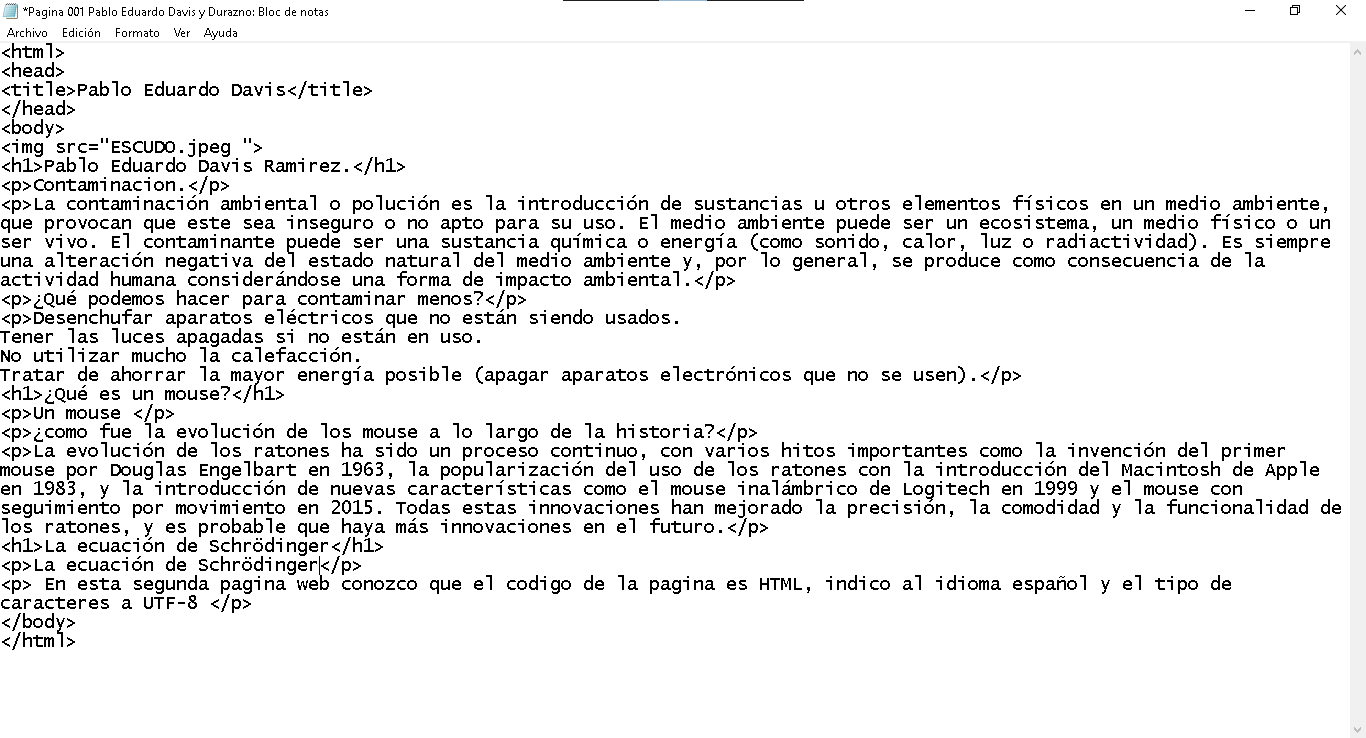 *Pagina 001 Pablo Eduardo Davis y Durazno: Bloc de notas
Archivo Edición Formato Ver Ayuda
<html>
<head>
<title>Pablo Eduardo Davis</title>
</head>
<body>
<img src="ESCUDO.jpeg ">
<h1>Pablo Eduardo Davis Ramirez.</h1>
<p>Contaminacion.</p>
<p>La contaminación ambiental o polución es la introducción de sustancias u otros elementos físicos en un medio ambiente,
que provocan que este sea inseguro o no apto para su uso. El medio ambiente puede ser un ecosistema, un medio físico o un
ser vivo. El contaminante puede ser una sustancia química o energía (como sonido, calor, luz o radiactividad). Es siempre
una alteración negativa del estado natural del medio ambiente y, por lo general, se produce como consecuencia de la
actividad humana considerándose una forma de impacto ambiental.</p>
<p>¿Qué podemos hacer para contaminar menos?</p>
<p>Desenchufar aparatos eléctricos que no están siendo usados.
Tener las luces apagadas si no están en uso.
No utilizar mucho la calefacción.
Tratar de ahorrar la mayor energía posible (apagar aparatos electrónicos que no se usen).</p>
<h1>¿Qué es un mouse?</h1>
<p>Un mouse </p>
<p>¿como fue la evolución de los mouse a lo largo de la historia?</p>
<p>La evolución de los ratones ha sido un proceso continuo, con varios hitos importantes como la invención del primer
mouse por Douglas Engelbart en 1963, la popularización del uso de los ratones con la introducción del Macintosh de Apple
en 1983, y la introducción de nuevas características como el mouse inalámbrico de Logitech en 1999 y el mouse con
seguimiento por movimiento en 2015. Todas estas innovaciones han mejorado la precisión, la comodidad y la funcionalidad de
los ratones, y es probable que haya más innovaciones en el futuro.</p>
<h1>La ecuación de Schrödinger</h1>
<p>La ecuación de Schrödinger</p>
<p> En esta segunda pagina web conozco que el codigo de la pagina es HTML, indico al idioma español y el tipo de
caracteres a UTF-8 </p>
</body>
</html>